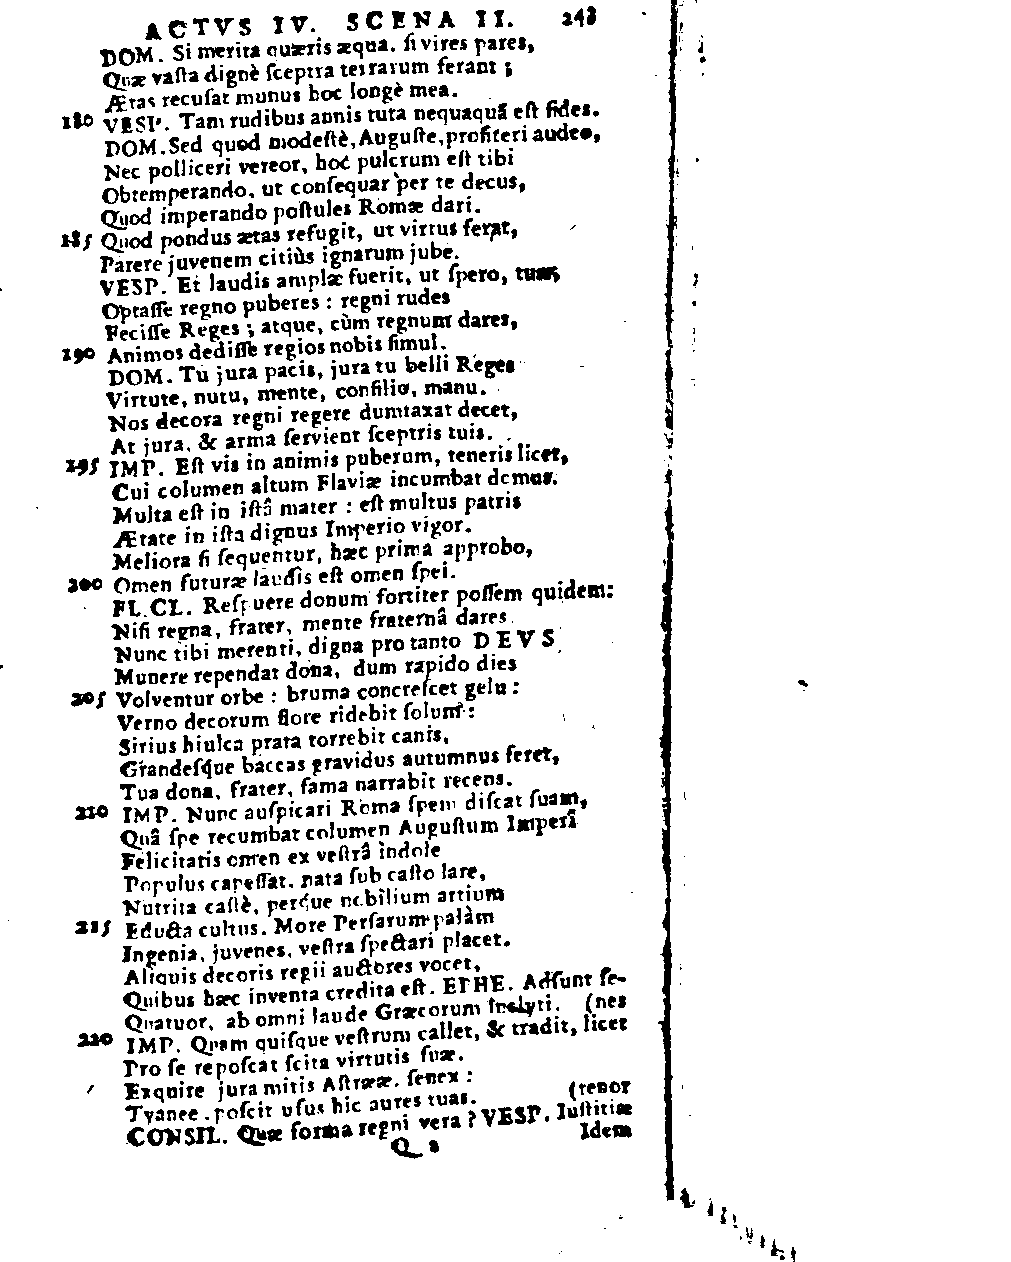 ACTVS IV. SCENA II. 243
DOM. Si merita quæris æqua, ſi vires pares,
Quæ vaſta dignè ſceptra terrarum ferant ;
Ætas recuſat munus hoc longè mea.
180 VESP. Tam rudibus annis tuta nequaquã eſt fides.
DOM. Sed quod modeſtè, Auguſte, profiteri audeo,
Nec polliceri vereor, hoc pulcrum eſt tibi
Obtemperando, ut conſequar per te decus,
Quod imperando poſtules Romæ dari.
185 Quod pondus ætas refugit, ut virtus ferat,
Parere juvenem citiùs ignarum jube.
VESP. Et laudis amplæ fuerit, ut ſpero, tuæ,
Optaſſe regno puberes : regni rudes
Feciſſe Reges ; atque, cùm regnum dares,
190 Animos dediſſe regios nobis ſimul.
DOM. Tu jura pacis, jura tu belli Reges
Virtute, nutu, mente, conſilio, manu.
Nos decora regni regere dumtaxat decet,
At jura, & arma ſervient ſceptris tuis.
195 IMP. Eſt vis in animis puberum, teneris licet,
Cui columen altum Flaviæ incumbat domus.
Multa eſt in iſtâ mater : eſt multus patris
Ætate in iſta dignus Imperio vigor.
Meliora ſi ſequentur, hæc prima approbo,
200 Omen futuræ laudis eſt omen ſpei.
FL. CL. Reſpuere donum fortiter poſſem quidem:
Niſi regna, frater, mente fraternâ dares
Nunc tibi merenti, digna pro tanto DEVS
Munere rependat dona, dum rapido dies
205 Volventur orbe : bruma concreſcet gelu :
Verno decorum flore ridebit ſolum :
Sirius hiulca prata torrebit canis,
Grandeſque baccas gravidus autumnus feret,
Tua dona, frater, fama narrabit recens.
210 IMP. Nunc auſpicari Roma ſpem diſcat ſuam,
Quâ ſpe recumbat columen Auguſtum Imperî
Felicitatis omen ex veſtrâ indole
Populus capeſſat. nata ſub caſto lare,
Nutrita caſtè, perque nobilium artium
215 Educta cultus. More Perſarum palàm
Ingenia, juvenes, veſtra ſpectari placet.
Aliquis decoris regii auctores vocet,
Quibus hæc inventa credita eſt. ETHE. Adſunt ſe-
Quatuor, ab omni laude Græcorum inclyti. (nes
220 IMP. Quam quiſque veſtrum callet, & tradit, licet
Pro ſe repoſcat ſcita virtutis ſuæ.
Exquire jura mitis Aſtrææ, ſenex :
Tyanee, poſcit uſus hic aures tuas. (tenor
CONSIL. Quæ forma regni vera ? VESP. Iuſtitiæ
Q 2 Idem